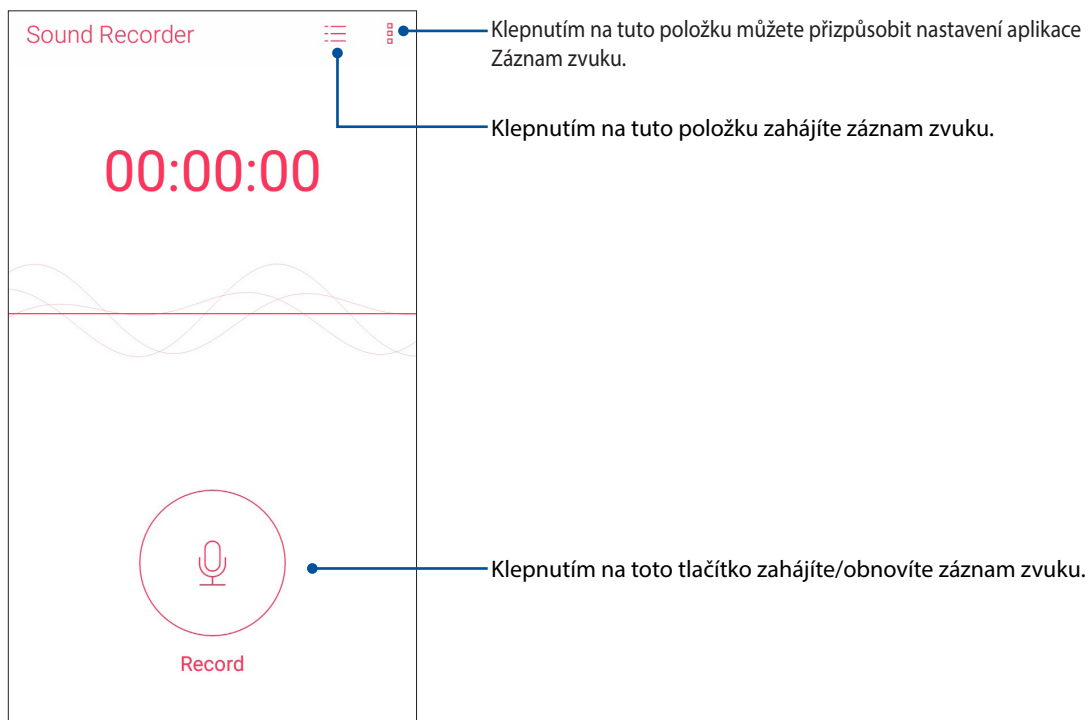 Sound Recorder
Klepnutím na tuto položku můžete přizpůsobit nastavení aplikace
Záznam zvuku.
Klepnutím na tuto položku zahájíte záznam zvuku.
00:00:00
Klepnutím na toto tlačítko zahájíte/obnovíte záznam zvuku.
Record